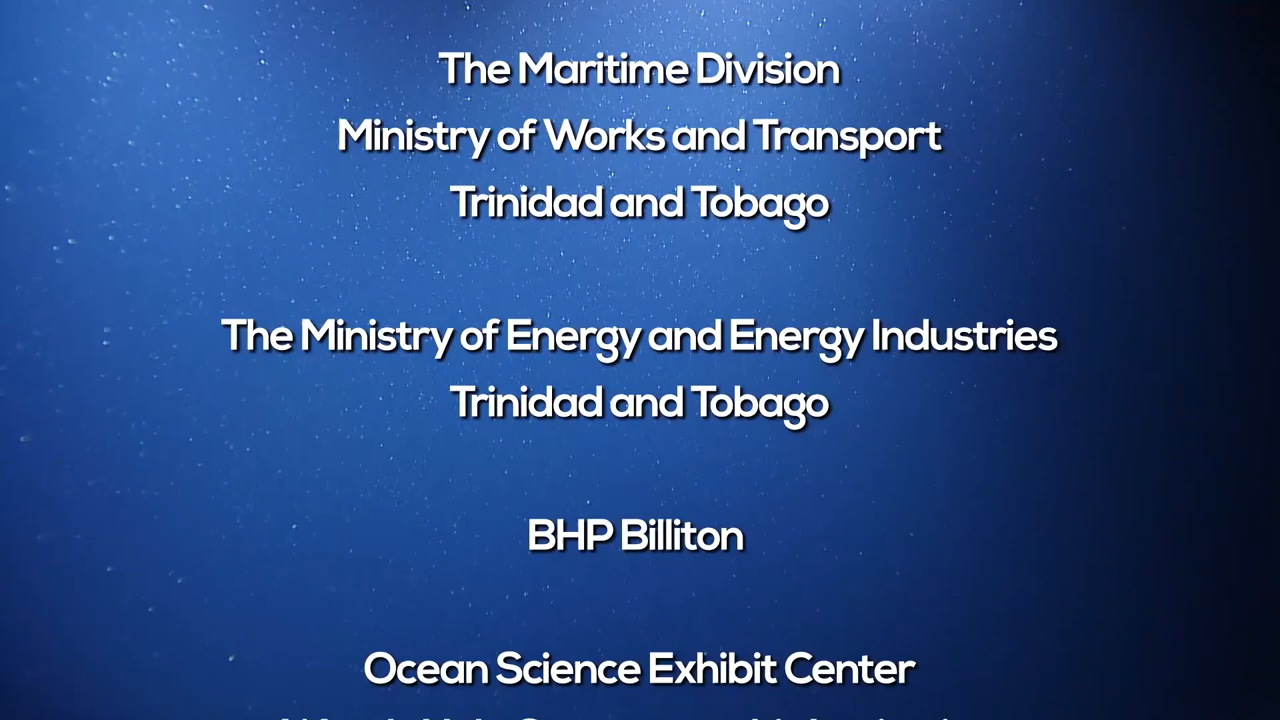 The Maritime Division
Ministry of Works and Transport
Trinidad and Tobago
The Ministry of Energy and Energy Industries
Trinidad and Tobago
BHP Billiton
Ocean Science Exhibit Center